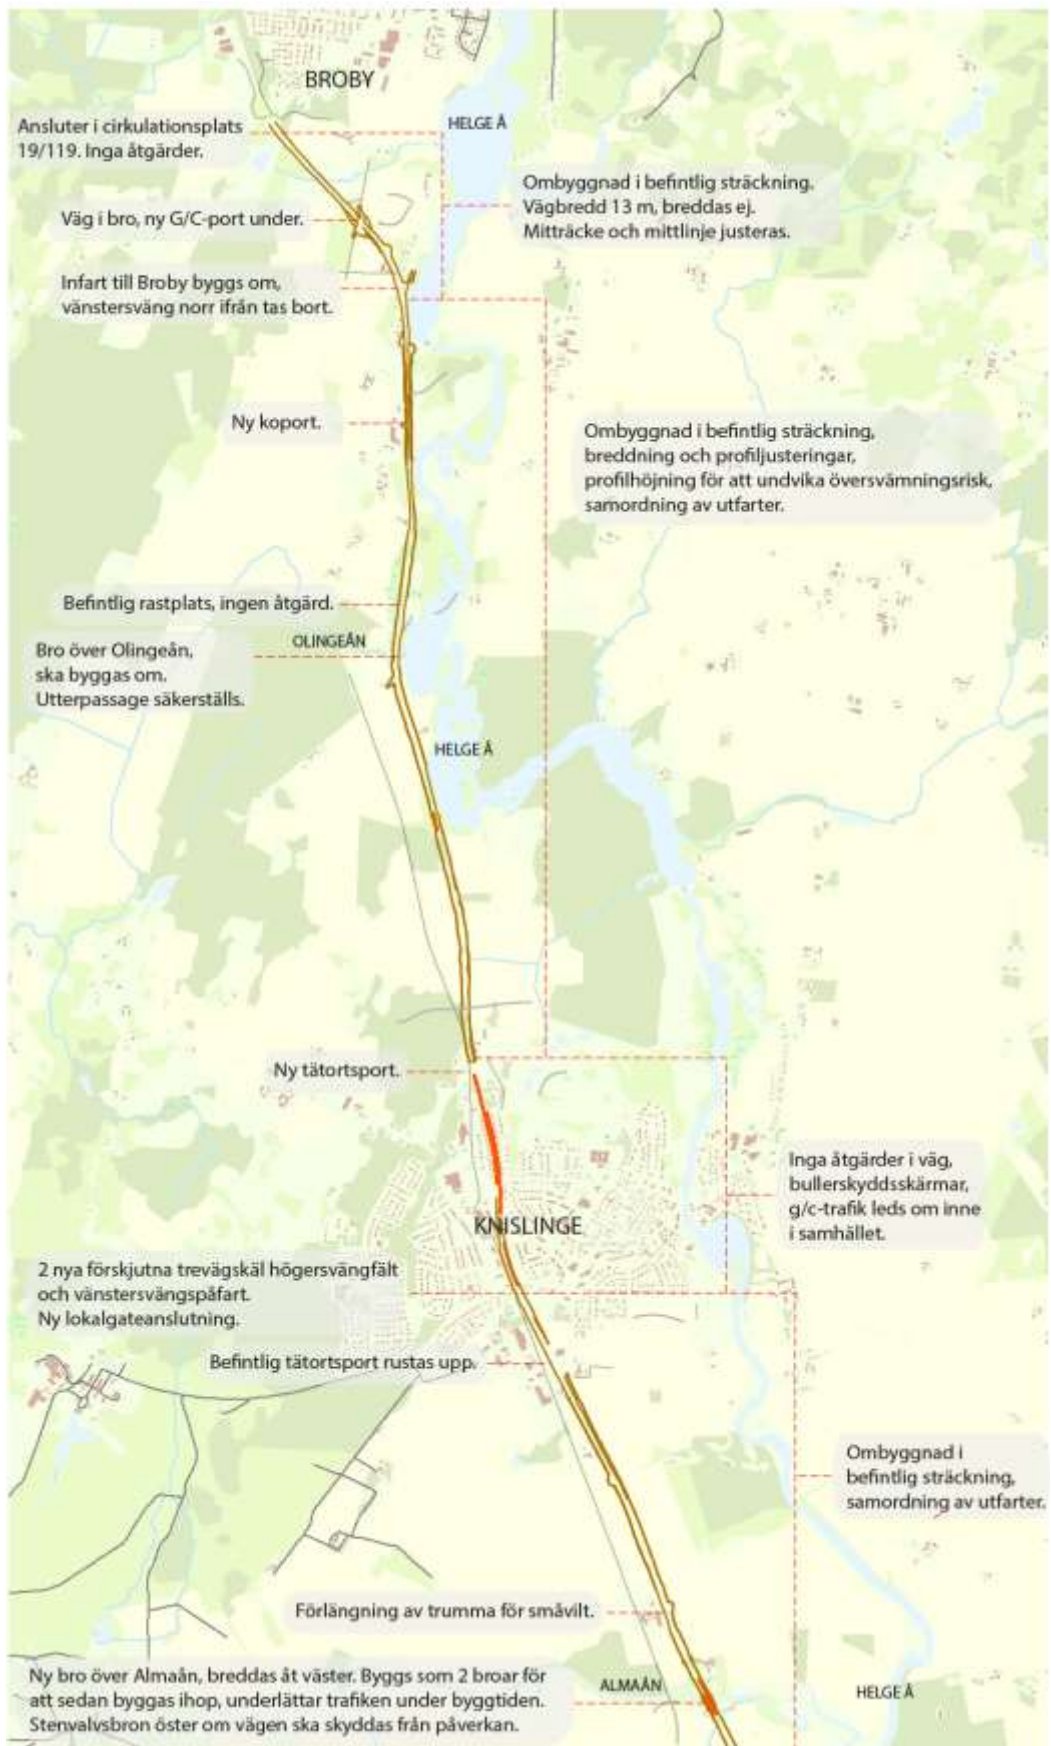 BROBY
Ansluter i cirkulationsplats
19/119. Inga åtgärder.
HELGE Å
Ombyggnad i befintlig sträckning.
Vägbredd 13 m, breddas ej.
Mitträcke och mittlinje justeras.
Väg i bro, ny G/C-port under.
Infart till Broby byggs om,
vänstersväng norr ifrån tas bort.
Ny koport.
Ombyggnad i befintlig sträckning,
breddning och profiljusteringar,
profilhöjning för att undvika översvämningsrisk,
samordning av utfarter.
Befintlig rastplats, ingen åtgärd.
OLINGEÅN
Bro över Olingeån,
ska byggas om.
Utterpassage säkerställs.
HELGE Å
Ny tätortsport.
Inga åtgärder i väg,
bullerskyddsskärmar,
g/c-trafik leds om inne
i samhället.
KNISLINGE
2 nya förskjutna trevägskäl högersvängfält
och vänstersvängspåfart.
Ny lokalgateanslutning.
Befintlig tätortsport rustas upp.
Ombyggnad i
befintlig sträckning,
samordning av utfarter.
Förlängning av trumma för småvilt.
Ny bro över Almaån, breddas åt väster. Byggs som 2 broar för
att sedan byggas ihop, underlättar trafiken under byggtiden.
Stenvalvsbron öster om vägen ska skyddas från påverkan.
ALMAÅN
HELGE Å